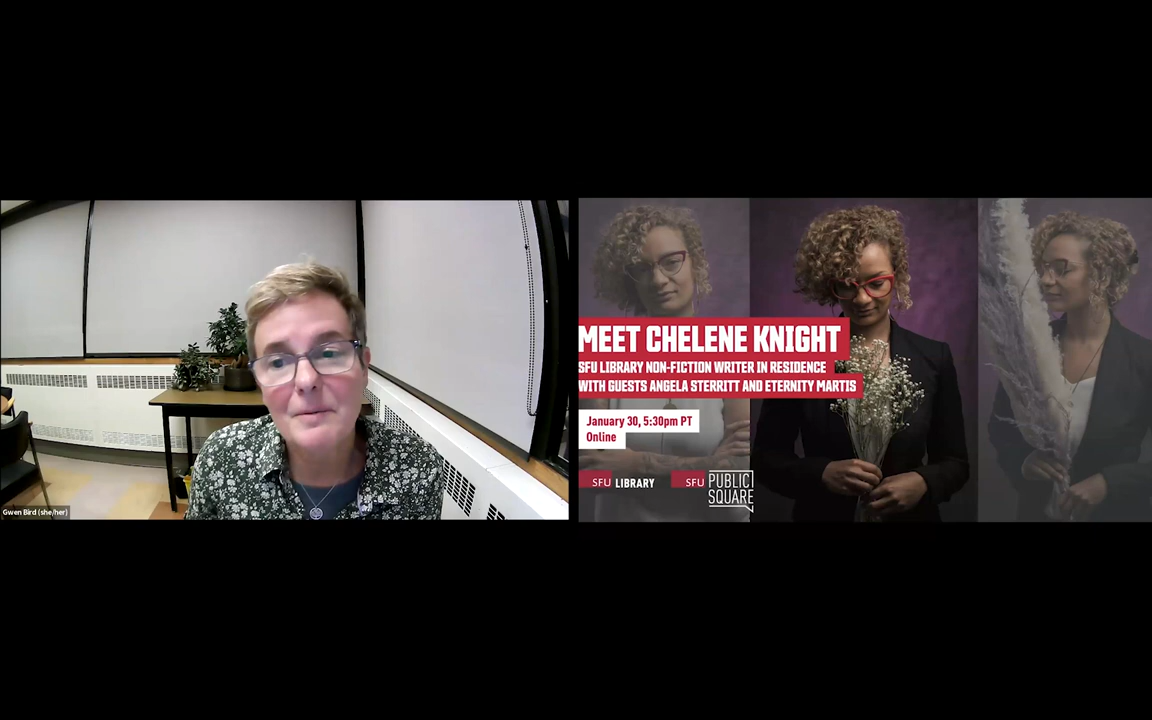 Gwen Bird (she/her)
MEET CHELENE KNIGHT
SFU LIBRARY NON-FICTION WRITER IN RESIDENCE
WITH GUESTS ANGELA STERRITT AND ETERNITY MARTIS
January 30, 5:30pm PT
Online
SFU LIBRARY
SFU PUBLIC
SQUARE